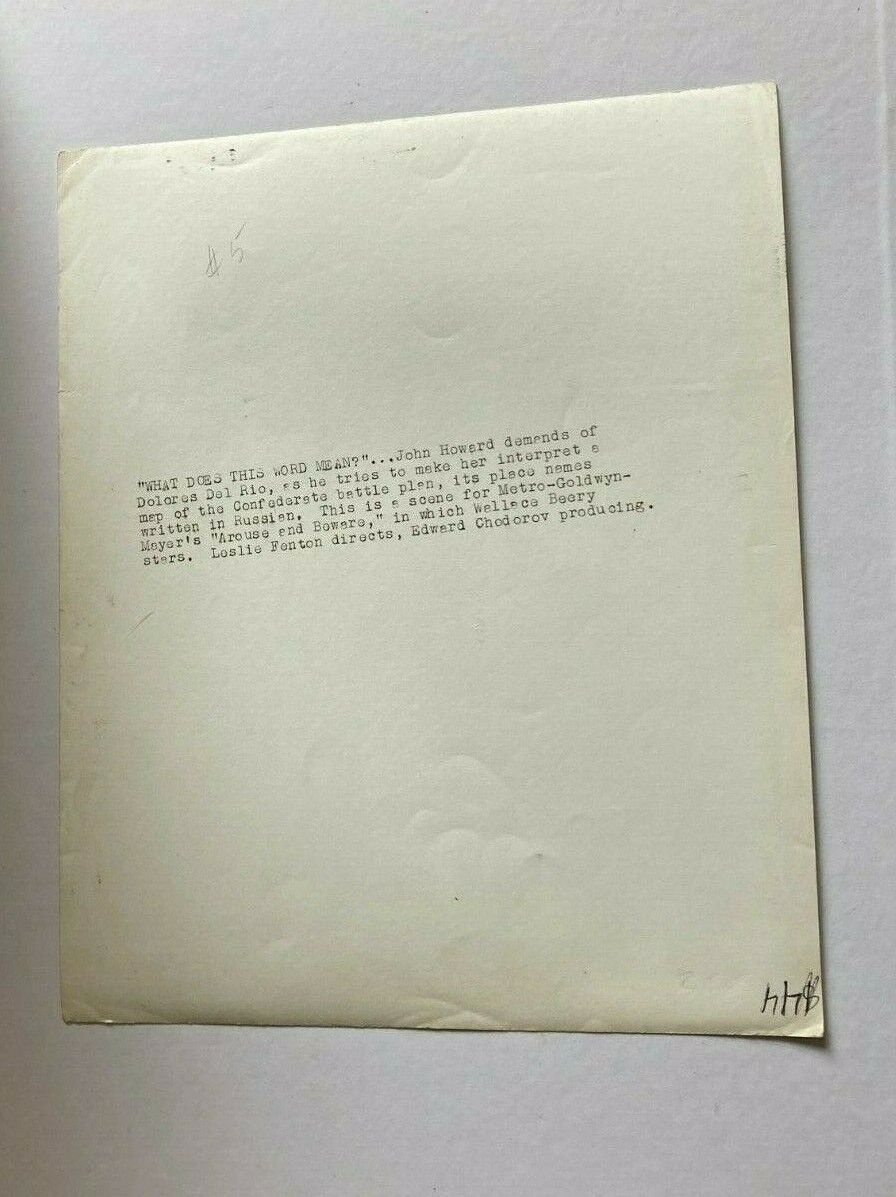 #5
"WHAT DOES THIS WORD MEAN?"...John Howard demands of
Dolores Del Rio, as he tries to make her interpret a
map of the Confederate battle plan, its place names
written in Russian. This is a scene for Metro-Goldwyn-
Mayer's "Arouse and Beware," in which Wallace Beery
stars. Leslie Fenton directs, Edward Chodorov producing.